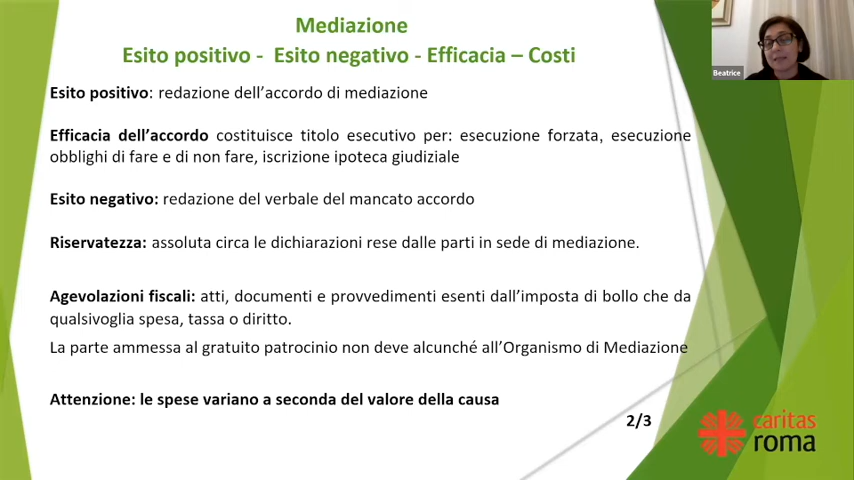 Mediazione
Esito positivo - Esito negativo - Efficacia – Costi
Beatrice
Esito positivo: redazione dell'accordo di mediazione
Efficacia dell'accordo costituisce titolo esecutivo per: esecuzione forzata, esecuzione
obblighi di fare e di non fare, iscrizione ipoteca giudiziale
Esito negativo: redazione del verbale del mancato accordo
Riservatezza: assoluta circa le dichiarazioni rese dalle parti in sede di mediazione.
Agevolazioni fiscali: atti, documenti e provvedimenti esenti dall'imposta di bollo che da
qualsivoglia spesa, tassa o diritto.
La parte ammessa al gratuito patrocinio non deve alcunché all'Organismo di Mediazione
Attenzione: le spese variano a seconda del valore della causa
2/3
caritas
roma